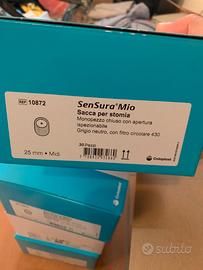 REF 10872
SenSura® Mio
Sacca per stomia
Monopezzo chiuso con apertura
ispezionabile
Grigio neutro, con filtro circolare 430
30 Pezzi
25 mm • Midi
Coloplast
subito